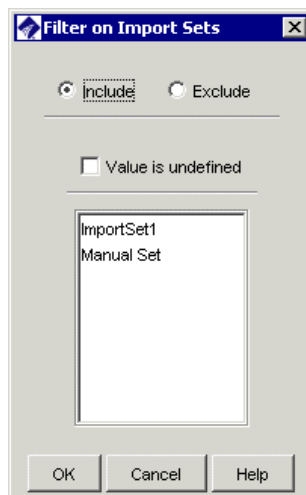 Filter on Import Sets
Include Exclude
Value is undefined
ImportSet1
Manual Set
OK Cancel Help